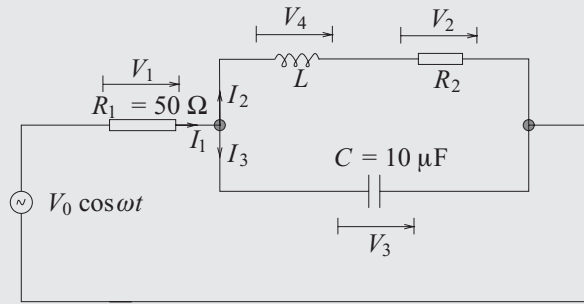 V₄
V₂
V₁
L
R₂
R₁ = 50 Ω
I₂
I₁
I₃
C = 10 μF
V₀ cosωt
V₃